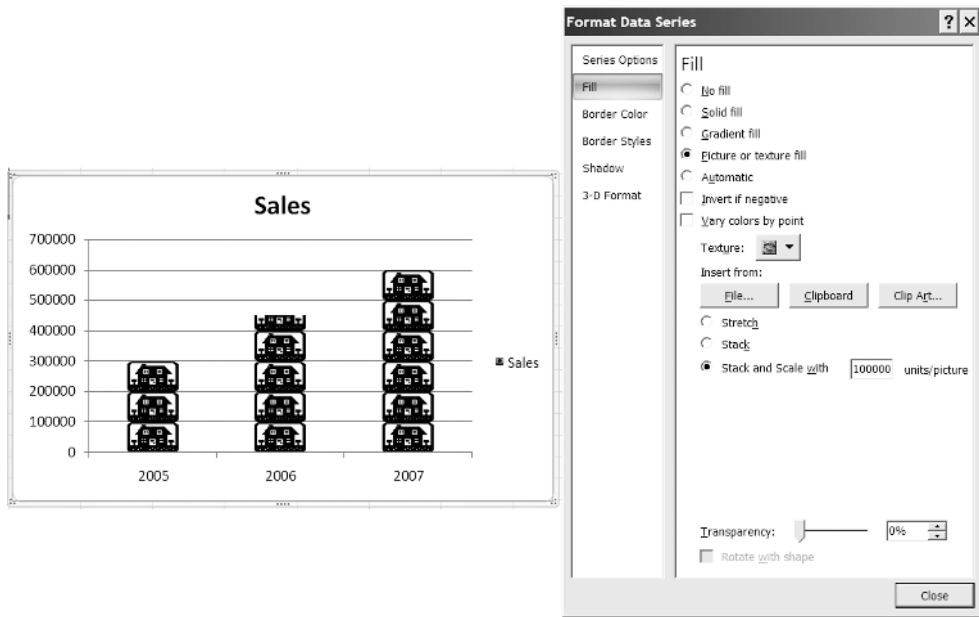 Sales
700000
600000
500000
400000
300000
200000
100000
0
2005 2006 2007
Sales
Format Data Series
Series Options
Fill
Border Color
Border Styles
Shadow
3-D Format
Fill
No fill
Solid fill
Gradient fill
Picture or texture fill
Automatic
Invert if negative
Vary colors by point
Texture:
Insert from:
File... Clipboard Clip Art...
Stretch
Stack
Stack and Scale with 100000 units/picture
Transparency: 0%
Rotate with shape
Close